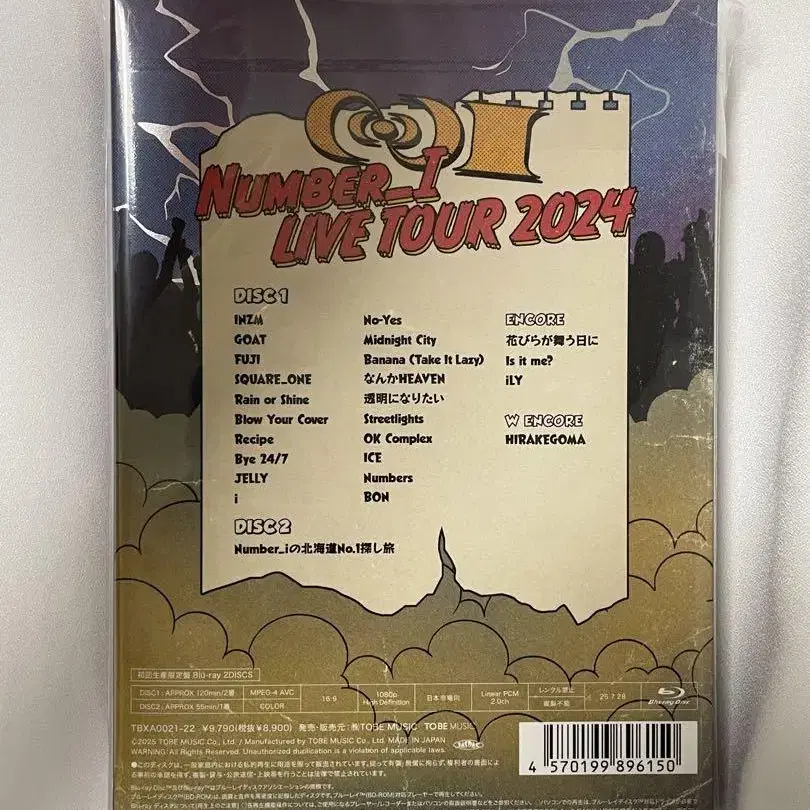 NUMBER_I
LIVE TOUR 2024
DISC 1
INZM
GOAT
FUJI
SQUARE_ONE
Rain or Shine
Blow Your Cover
Recipe
Bye 24/7
JELLY
i
No-Yes
Midnight City
Banana (Take It Lazy)
なんかHEAVEN
透明になりたい
Streetlights
OK Complex
ICE
Numbers
BON
ENCORE
花びらが舞う日に
Is it me?
iLY
W ENCORE
HIRAKEGOMA
DISC 2
Number_iの北海道No.1探し旅
初回生産限定盤 Blu-ray 2DISCS
DISC1 : APPROX 120min/2層
DISC2 : APPROX 55min/1層
MPEG-4 AVC
COLOR
16:9
1080p
High Definition
日本市場向
Linear PCM
2.0ch
レンタル禁止
複製不能
25.7.28
Blu-ray Disc
TBXA0021-22 ¥9,790(税抜¥8,900) 発売・販売元:㈱TOBE MUSIC TOBE MUSIC
©2025 TOBE MUSIC Co., Ltd. / Manufactured by TOBE MUSIC Co., Ltd. MADE IN JAPAN
WARNING: All Rights Reserved. Unauthorized duplication is a violation of applicable laws.
4 570199 896150